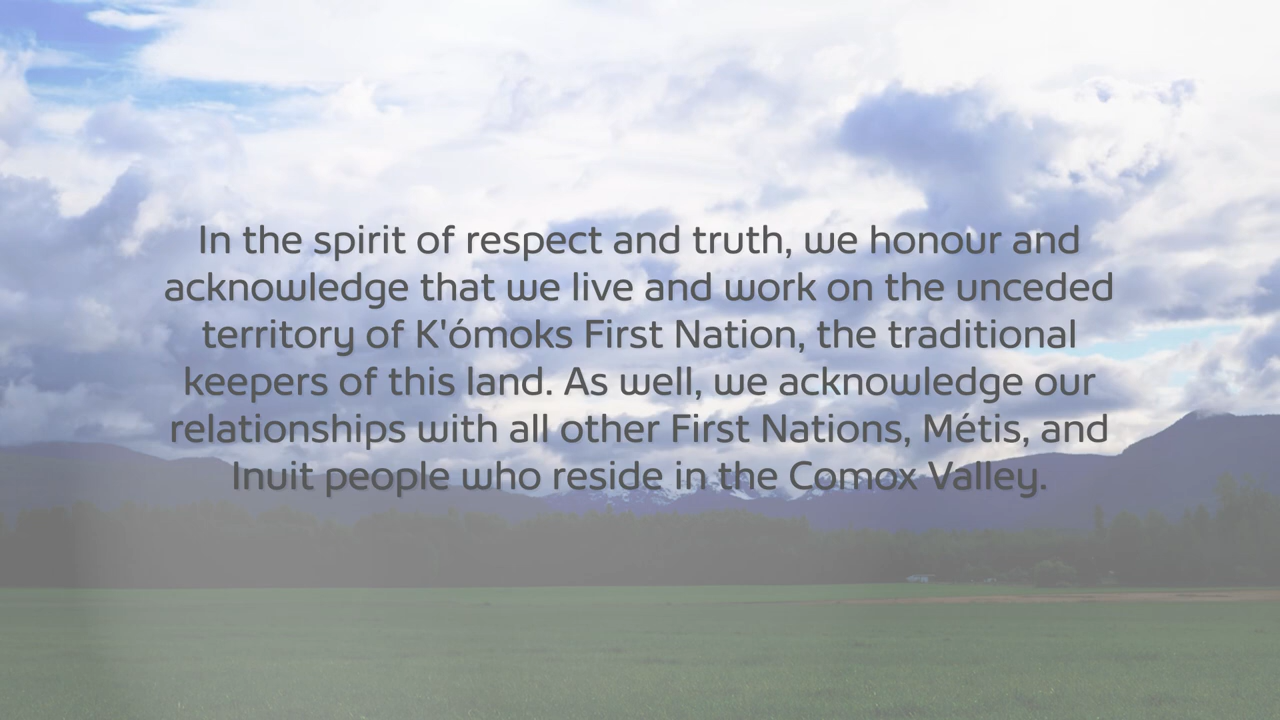 In the spirit of respect and truth, we honour and
acknowledge that we live and work on the unceded
territory of K'ómoks First Nation, the traditional
keepers of this land. As well, we acknowledge our
relationships with all other First Nations, Métis, and
Inuit people who reside in the Comox Valley.